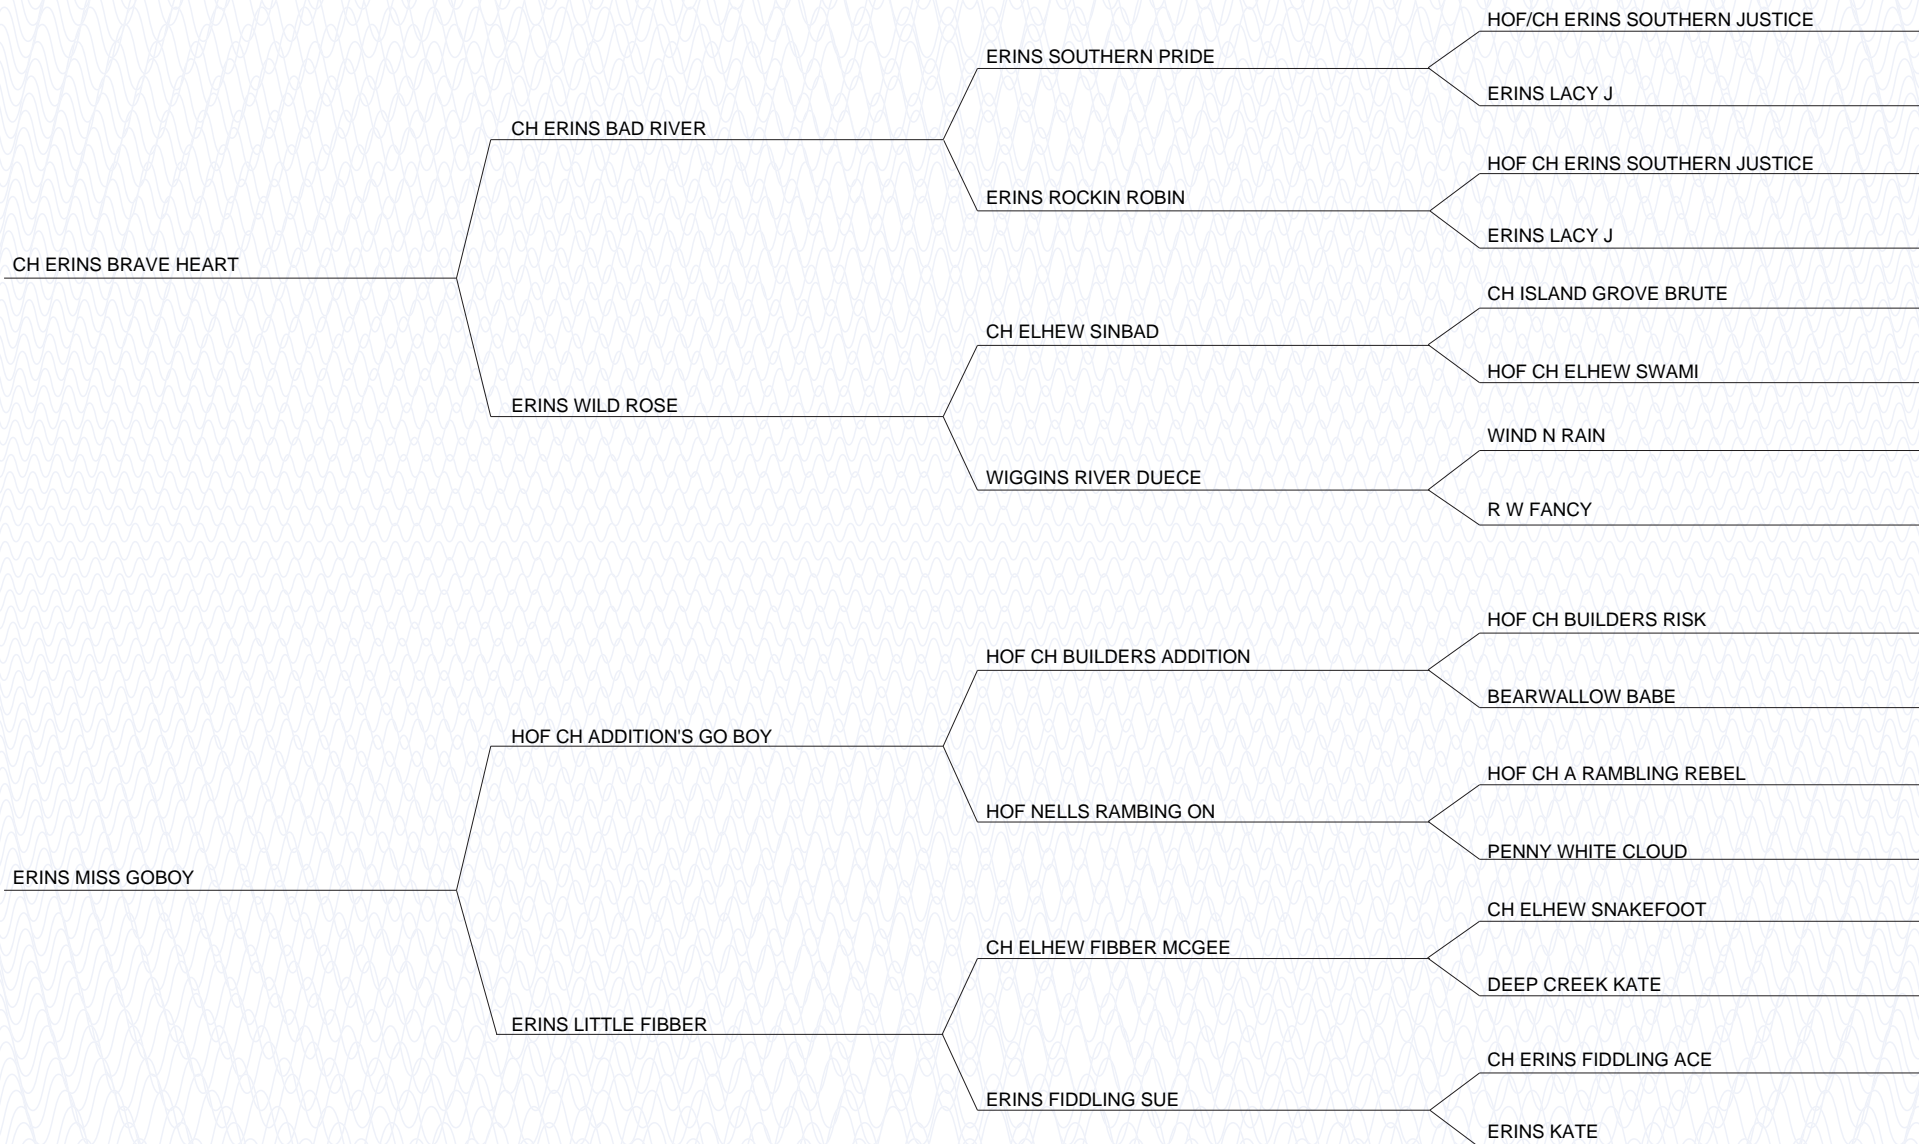 HOF/CH ERINS SOUTHERN JUSTICE
ERINS SOUTHERN PRIDE
ERINS LACY J
CH ERINS BAD RIVER
HOF CH ERINS SOUTHERN JUSTICE
ERINS ROCKIN ROBIN
ERINS LACY J
CH ERINS BRAVE HEART
CH ISLAND GROVE BRUTE
CH ELHEW SINBAD
HOF CH ELHEW SWAMI
ERINS WILD ROSE
WIND N RAIN
WIGGINS RIVER DUECE
R W FANCY
HOF CH BUILDERS RISK
HOF CH BUILDERS ADDITION
BEARWALLOW BABE
HOF CH ADDITION'S GO BOY
HOF CH A RAMBLING REBEL
HOF NELLS RAMBING ON
PENNY WHITE CLOUD
ERINS MISS GOBOY
CH ELHEW SNAKEFOOT
CH ELHEW FIBBER MCGEE
DEEP CREEK KATE
ERINS LITTLE FIBBER
CH ERINS FIDDLING ACE
ERINS FIDDLING SUE
ERINS KATE